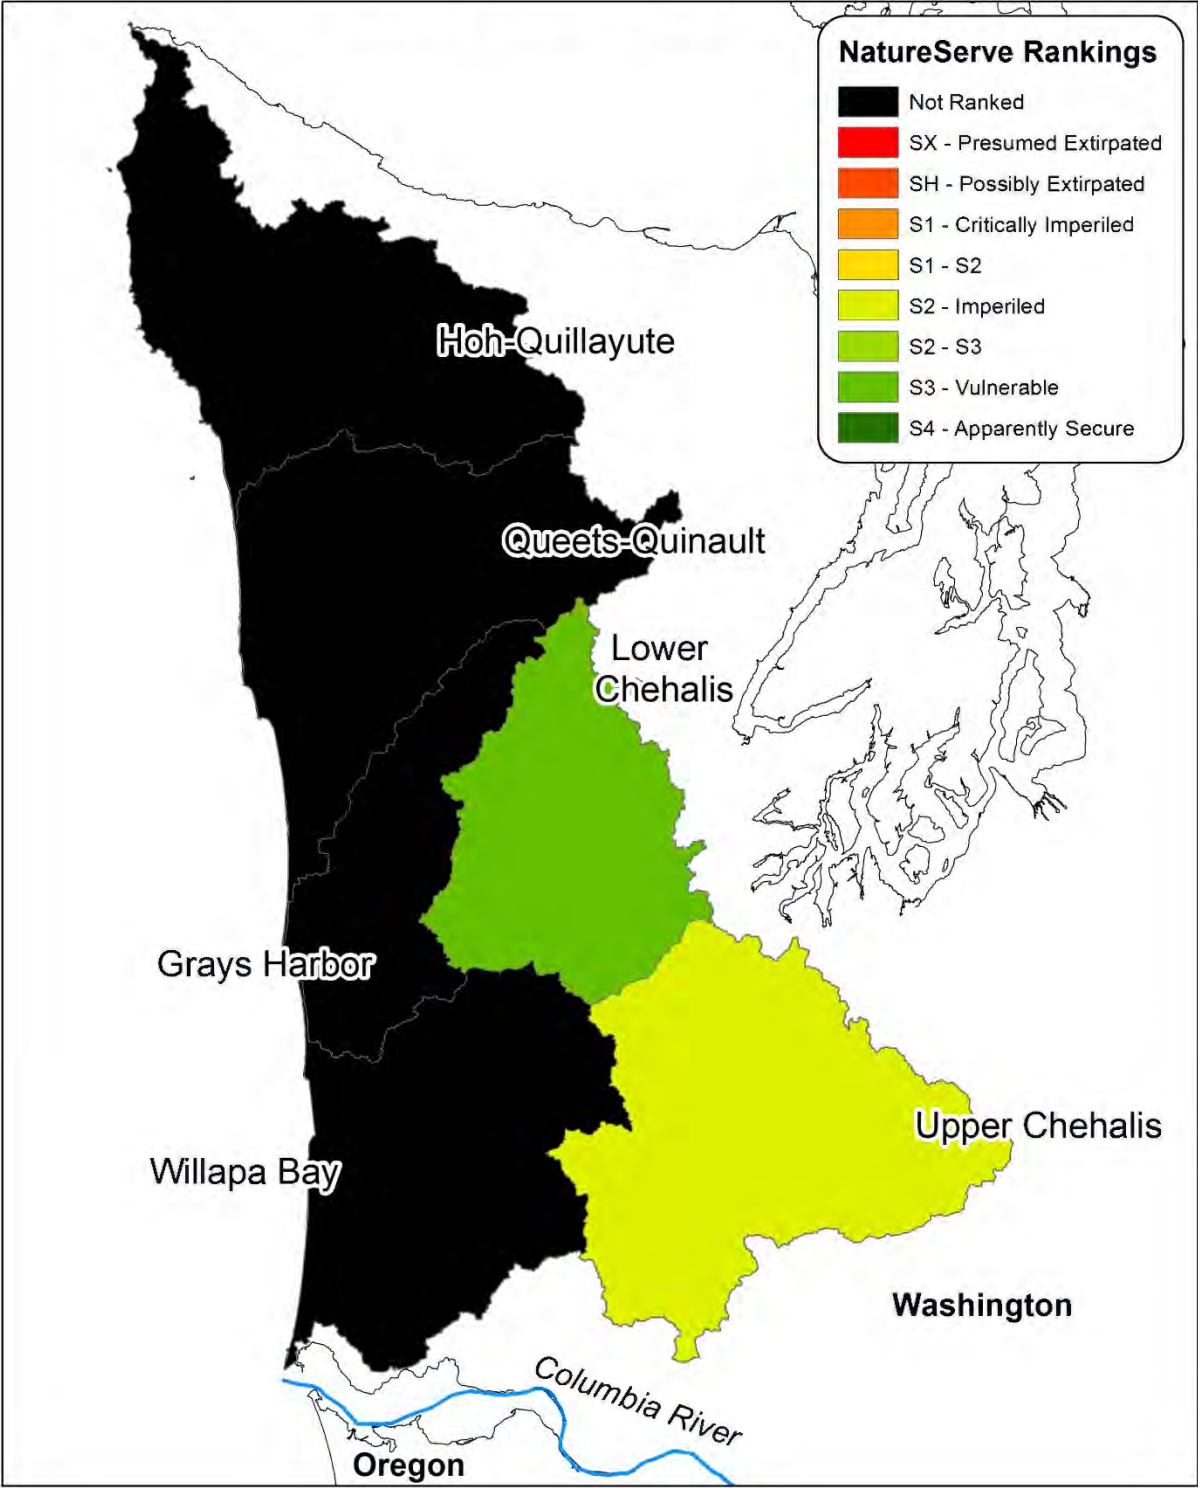 NatureServe Rankings
Not Ranked
SX - Presumed Extirpated
SH - Possibly Extirpated
S1 - Critically Imperiled
S1 - S2
S2 - Imperiled
S2 - S3
S3 - Vulnerable
S4 - Apparently Secure
Hoh-Quillayute
Queets-Quinault
Lower
Chehalis
Grays Harbor
Upper Chehalis
Willapa Bay
Washington
Columbia River
Oregon